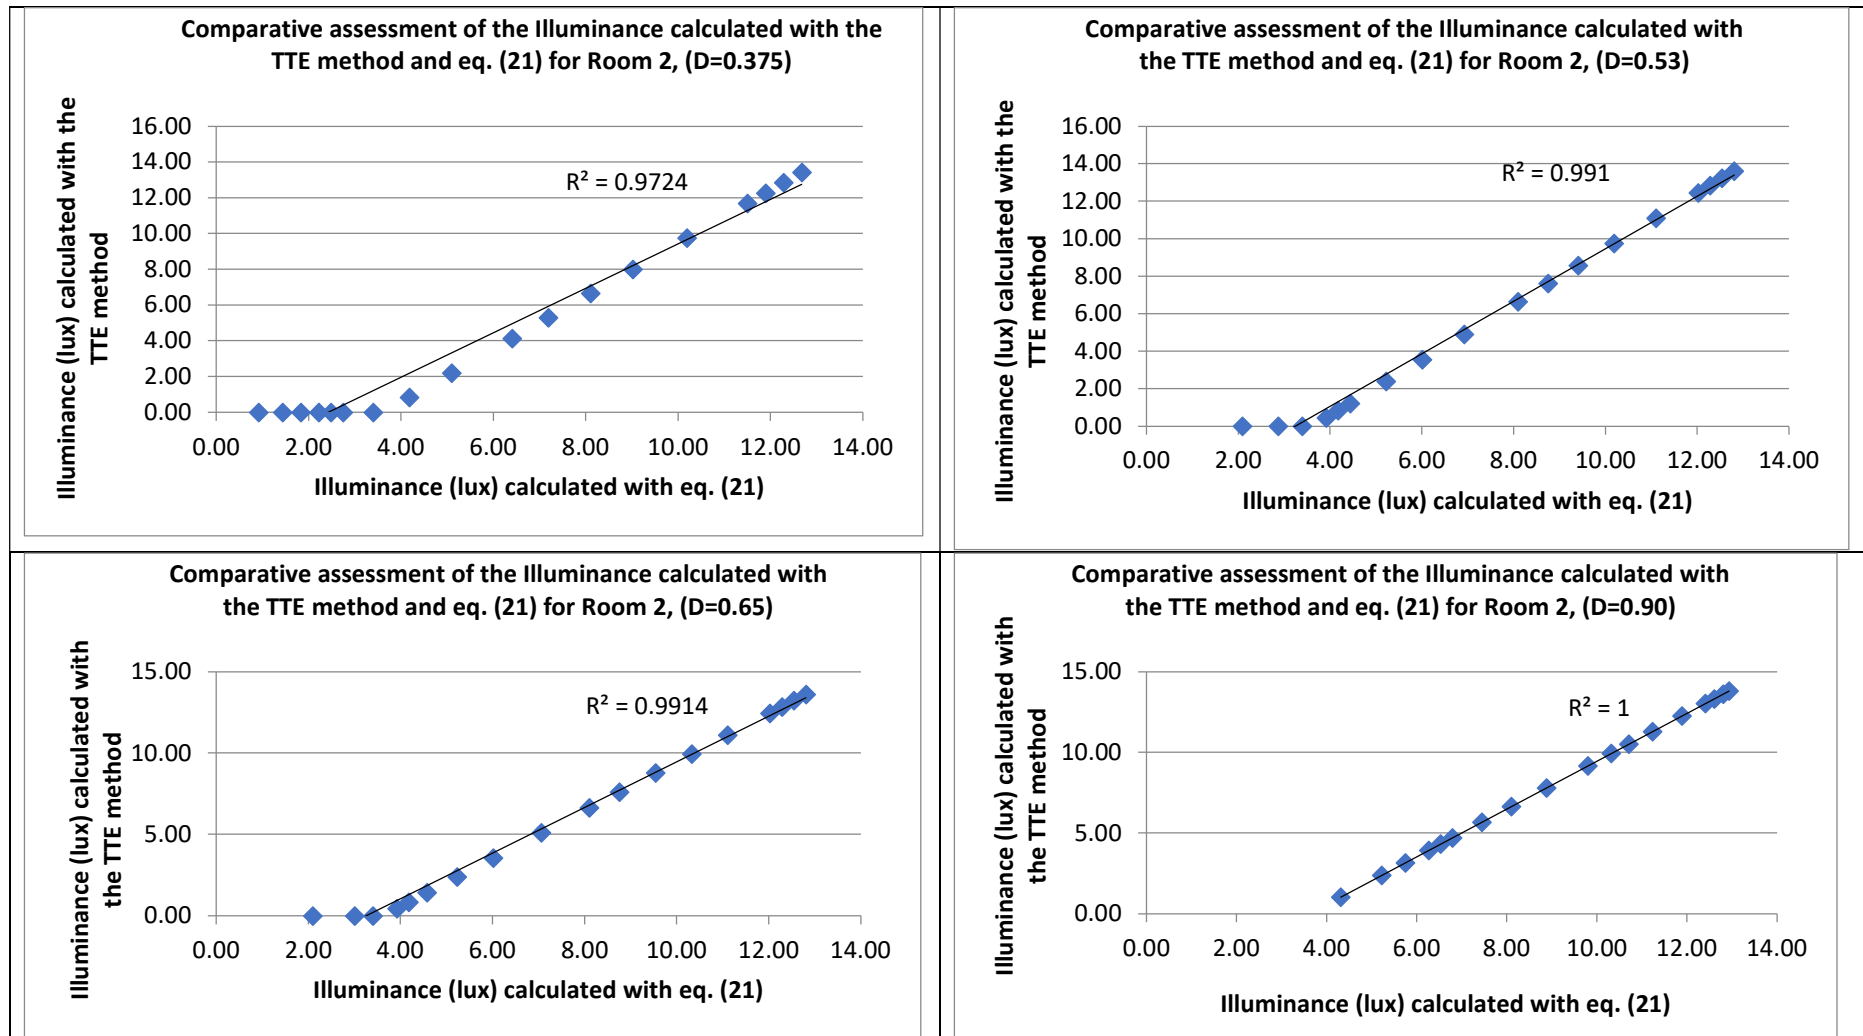 Comparative assessment of the Illuminance calculated with the
TTE method and eq. (21) for Room 2, (D=0.375)
Illuminance (lux) calculated with the
TTE method
16.00
14.00
12.00
10.00
8.00
6.00
4.00
2.00
0.00
R² = 0.9724
0.00 2.00 4.00 6.00 8.00 10.00 12.00 14.00
Illuminance (lux) calculated with eq. (21)
Comparative assessment of the Illuminance calculated with
the TTE method and eq. (21) for Room 2, (D=0.53)
Illuminance (lux) calculated with the
TTE method
16.00
14.00
12.00
10.00
8.00
6.00
4.00
2.00
0.00
R² = 0.991
0.00 2.00 4.00 6.00 8.00 10.00 12.00 14.00
Illuminance (lux) calculated with eq. (21)
Comparative assessment of the Illuminance calculated with
the TTE method and eq. (21) for Room 2, (D=0.65)
Illuminance (lux) calculated with
the TTE method
15.00
10.00
5.00
0.00
R² = 0.9914
0.00 2.00 4.00 6.00 8.00 10.00 12.00 14.00
Illuminance (lux) calculated with eq. (21)
Comparative assessment of the Illuminance calculated with
the TTE method and eq. (21) for Room 2, (D=0.90)
Illuminance (lux) calculated with
the TTE method
15.00
10.00
5.00
0.00
R² = 1
0.00 2.00 4.00 6.00 8.00 10.00 12.00 14.00
Illuminance (lux) calculated with eq. (21)